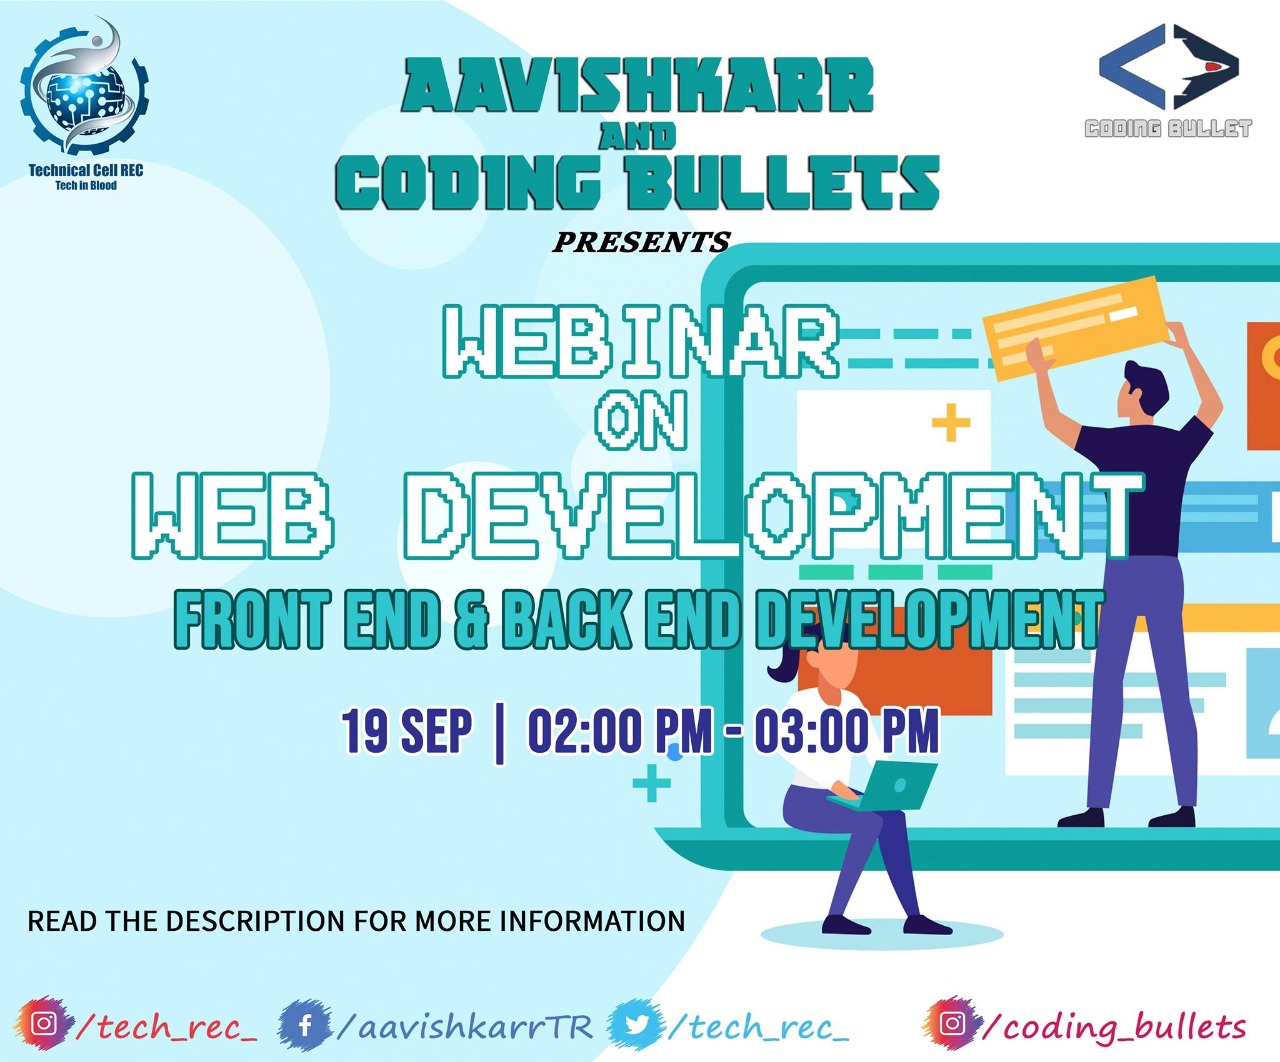 AAVISHKARR
AND
CODING BULLETS
PRESENTS
Technical Cell REC
Tech in Blood
CODING BULLET
WEBINAR
ON
WEB DEVELOPMENT
FRONT END & BACK END DEVELOPMENT
19 SEP | 02:00 PM - 03:00 PM
READ THE DESCRIPTION FOR MORE INFORMATION
/tech_rec_ /aavishkarrTR /tech_rec_ /coding_bullets